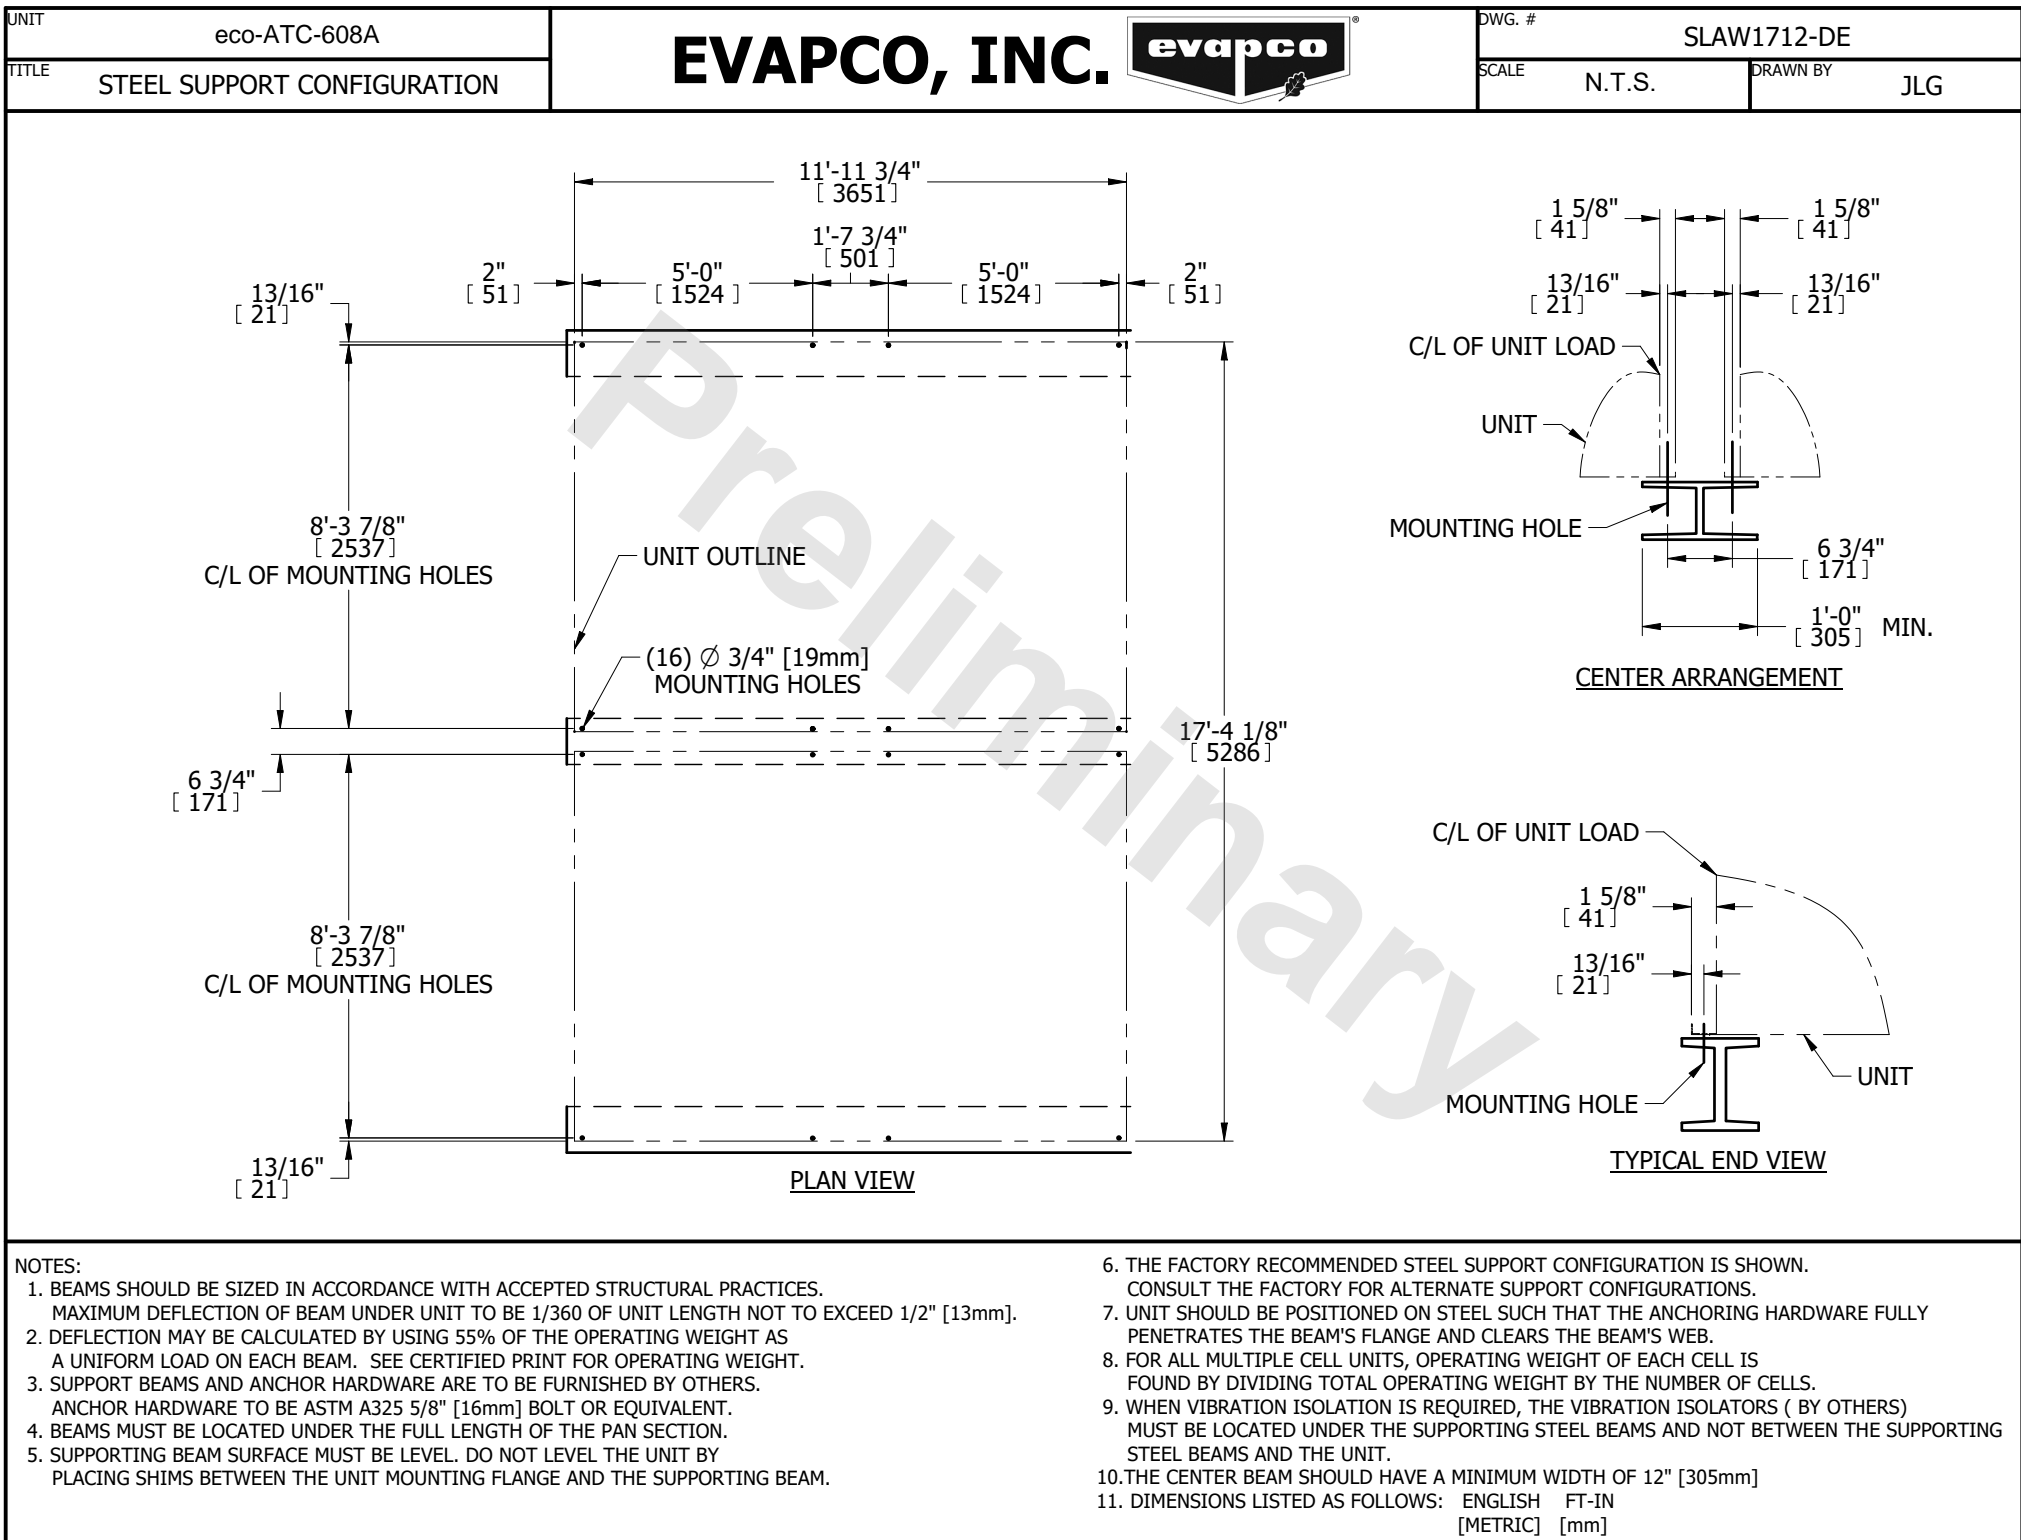 UNIT
eco-ATC-608A
TITLE
STEEL SUPPORT CONFIGURATION
EVAPCO, INC.
evapco
®
DWG. #
SLAW1712-DE
SCALE
N.T.S.
DRAWN BY
JLG
11'-11 3/4"
[ 3651]
1'-7 3/4"
[ 501 ]
2"
[ 51]
5'-0"
[ 1524 ]
5'-0"
[ 1524]
2"
[ 51]
13/16"
[ 21]
8'-3 7/8"
[ 2537]
C/L OF MOUNTING HOLES
UNIT OUTLINE
(16) Ø 3/4" [19mm]
MOUNTING HOLES
6 3/4"
[ 171]
17'-4 1/8"
[ 5286]
8'-3 7/8"
[ 2537]
C/L OF MOUNTING HOLES
13/16"
[ 21]
PLAN VIEW
Preliminary
1 5/8"
[ 41]
1 5/8"
[ 41]
13/16"
[ 21]
13/16"
[ 21]
C/L OF UNIT LOAD
UNIT
MOUNTING HOLE
6 3/4"
[ 171]
1'-0"
[ 305]
MIN.
CENTER ARRANGEMENT
C/L OF UNIT LOAD
1 5/8"
[ 41]
13/16"
[ 21]
UNIT
MOUNTING HOLE
TYPICAL END VIEW
NOTES:
1. BEAMS SHOULD BE SIZED IN ACCORDANCE WITH ACCEPTED STRUCTURAL PRACTICES.
MAXIMUM DEFLECTION OF BEAM UNDER UNIT TO BE 1/360 OF UNIT LENGTH NOT TO EXCEED 1/2" [13mm].
2. DEFLECTION MAY BE CALCULATED BY USING 55% OF THE OPERATING WEIGHT AS
A UNIFORM LOAD ON EACH BEAM. SEE CERTIFIED PRINT FOR OPERATING WEIGHT.
3. SUPPORT BEAMS AND ANCHOR HARDWARE ARE TO BE FURNISHED BY OTHERS.
ANCHOR HARDWARE TO BE ASTM A325 5/8" [16mm] BOLT OR EQUIVALENT.
4. BEAMS MUST BE LOCATED UNDER THE FULL LENGTH OF THE PAN SECTION.
5. SUPPORTING BEAM SURFACE MUST BE LEVEL. DO NOT LEVEL THE UNIT BY
PLACING SHIMS BETWEEN THE UNIT MOUNTING FLANGE AND THE SUPPORTING BEAM.
6. THE FACTORY RECOMMENDED STEEL SUPPORT CONFIGURATION IS SHOWN.
CONSULT THE FACTORY FOR ALTERNATE SUPPORT CONFIGURATIONS.
7. UNIT SHOULD BE POSITIONED ON STEEL SUCH THAT THE ANCHORING HARDWARE FULLY
PENETRATES THE BEAM'S FLANGE AND CLEARS THE BEAM'S WEB.
8. FOR ALL MULTIPLE CELL UNITS, OPERATING WEIGHT OF EACH CELL IS
FOUND BY DIVIDING TOTAL OPERATING WEIGHT BY THE NUMBER OF CELLS.
9. WHEN VIBRATION ISOLATION IS REQUIRED, THE VIBRATION ISOLATORS ( BY OTHERS)
MUST BE LOCATED UNDER THE SUPPORTING STEEL BEAMS AND NOT BETWEEN THE SUPPORTING
STEEL BEAMS AND THE UNIT.
10.THE CENTER BEAM SHOULD HAVE A MINIMUM WIDTH OF 12" [305mm]
11. DIMENSIONS LISTED AS FOLLOWS: ENGLISH FT-IN
[METRIC] [mm]